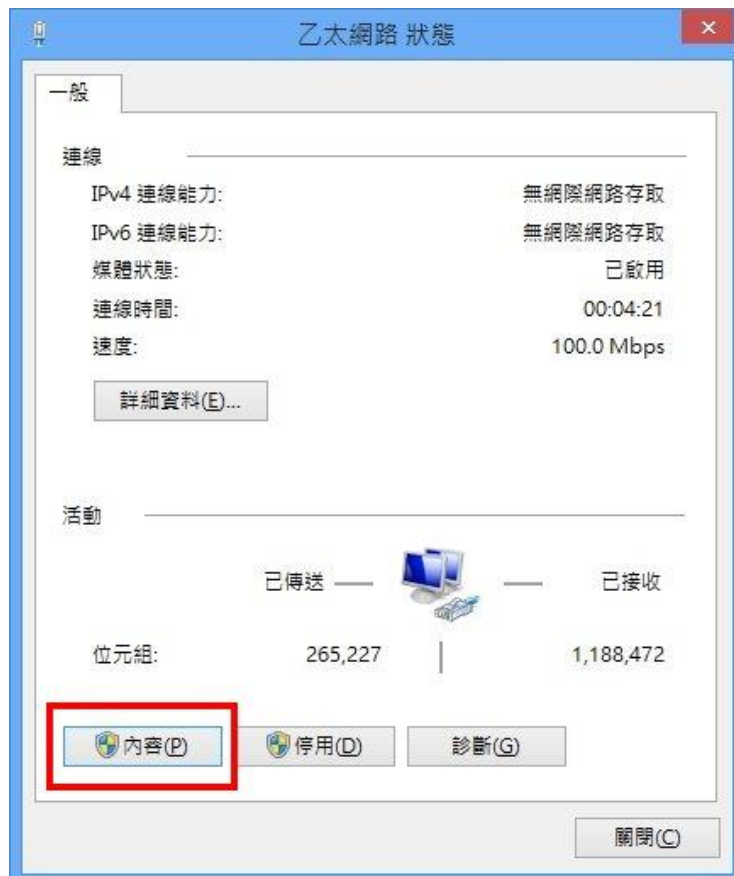 乙太網路 狀態
一般
連線
IPv4 連線能力: 無網際網路存取
IPv6 連線能力: 無網際網路存取
媒體狀態: 已啟用
連線時間: 00:04:21
速度: 100.0 Mbps
詳細資料(E)...
活動
已傳送 已接收
位元組: 265,227 1,188,472
內容(P) 停用(D) 診斷(G)
關閉(C)